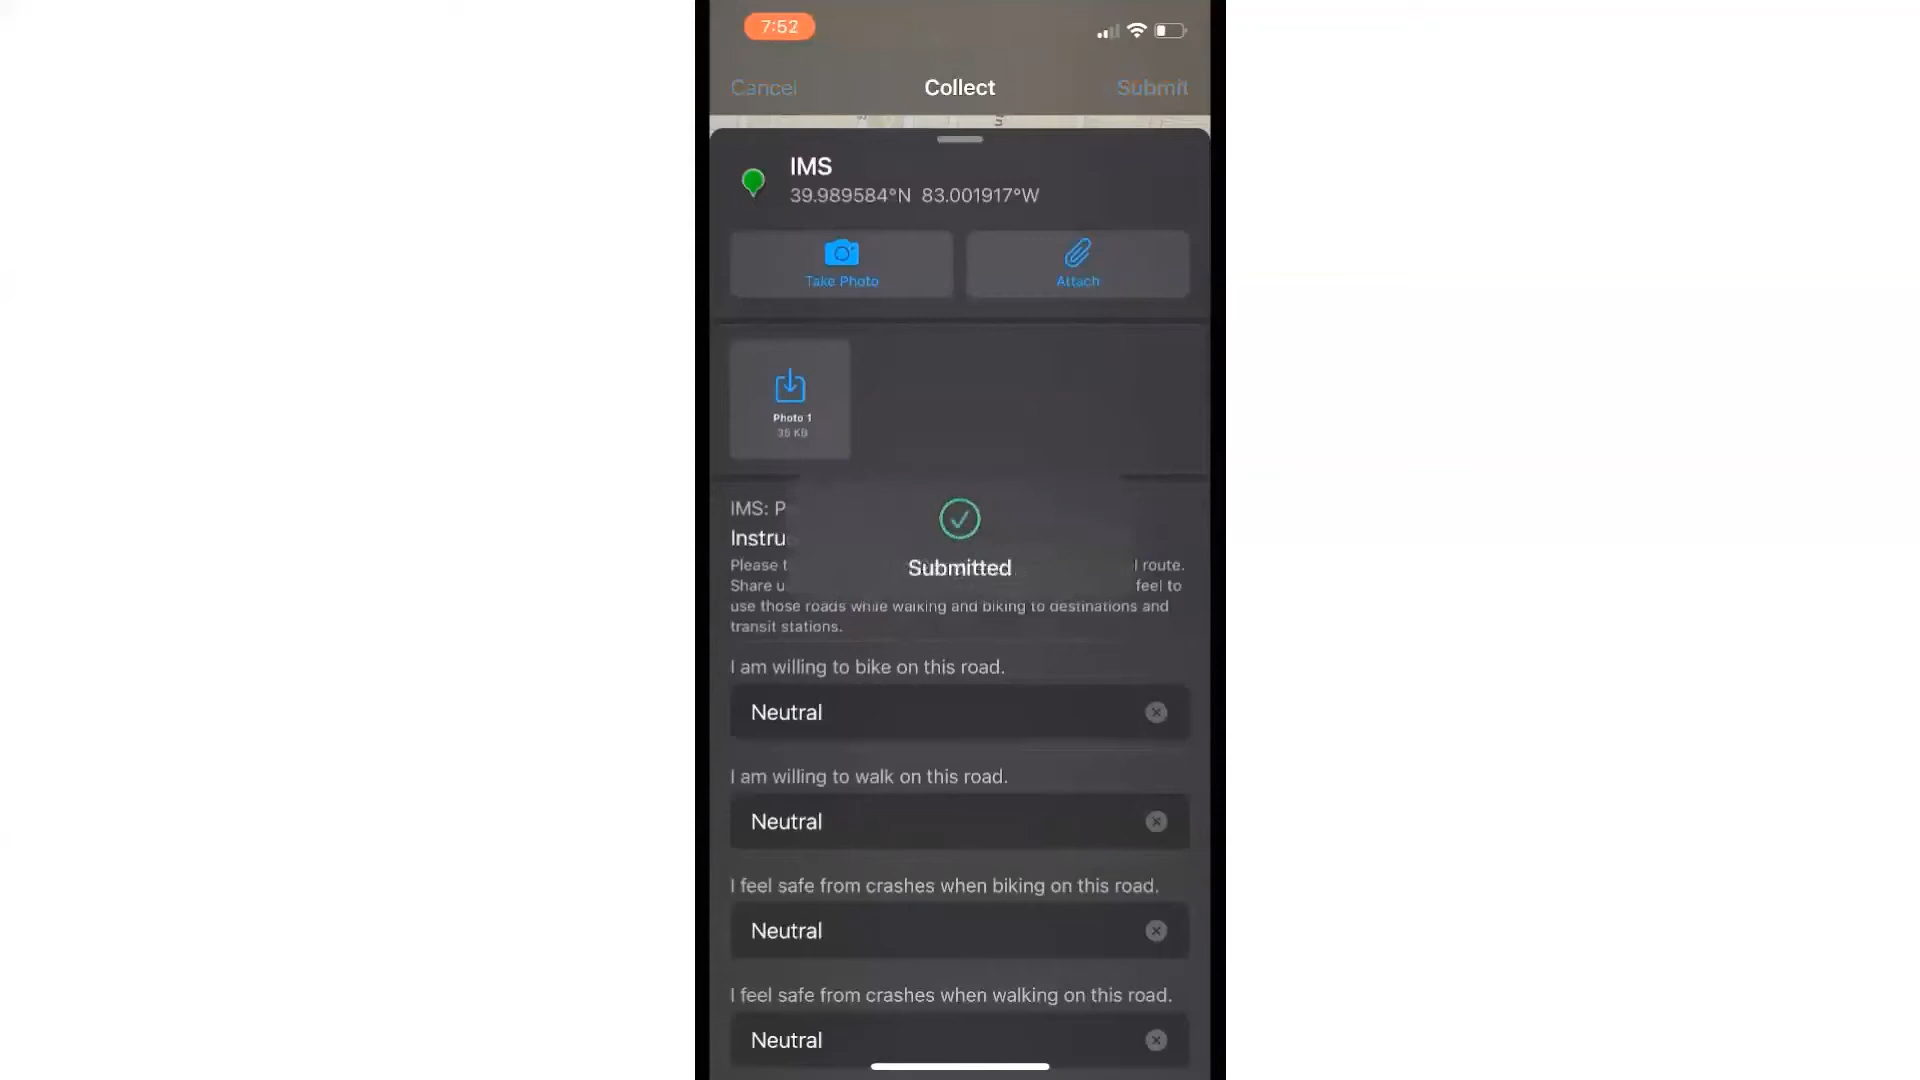 7:52
Cancel
Collect
Submit
IMS
39.989584°N 83.001917°W
Take Photo
Attach
Photo 1
35 KB
IMS: P
Instru
Submitted
Please t
l route.
Share u
feel to
use those roads while walking and biking to destinations and
transit stations.
I am willing to bike on this road.
Neutral
I am willing to walk on this road.
Neutral
I feel safe from crashes when biking on this road.
Neutral
I feel safe from crashes when walking on this road.
Neutral